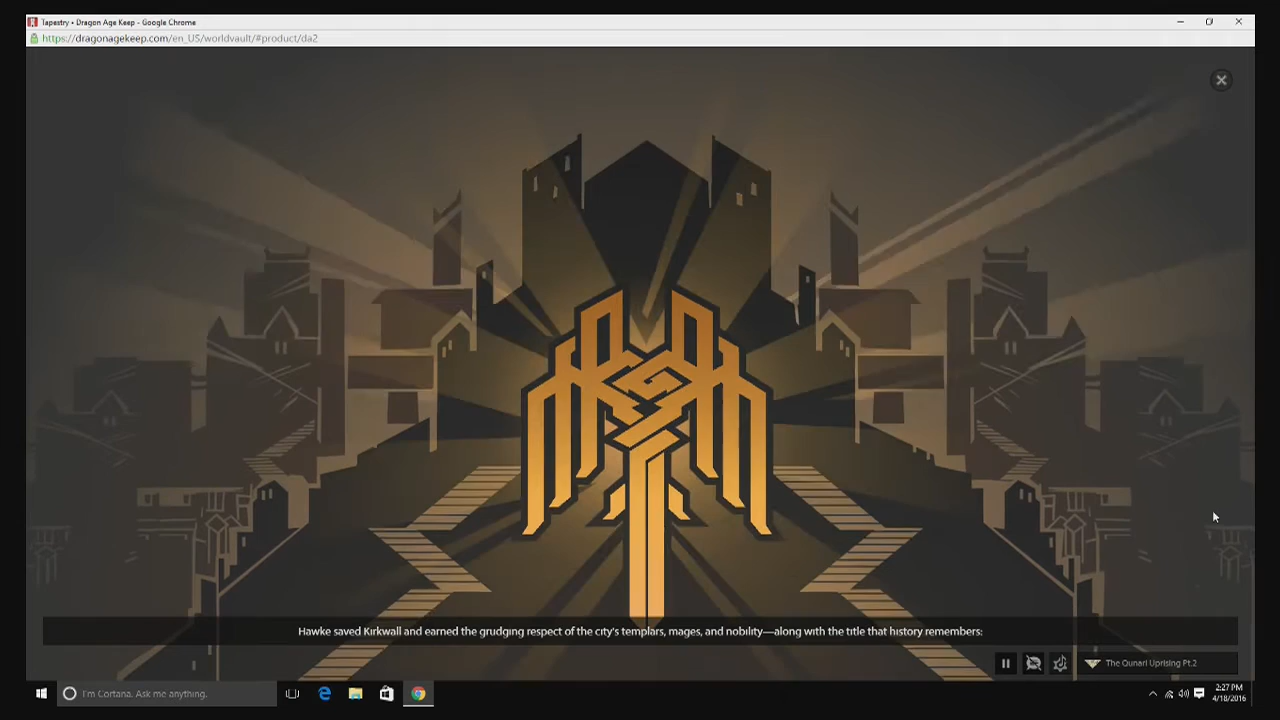 Tapestry • Dragon Age Keep - Google Chrome
https://dragonagekeep.com/en_US/worldvault/#product/da2
Hawke saved Kirkwall and earned the grudging respect of the city's templars, mages, and nobility—along with the title that history remembers:
The Qunari Uprising Pt.2
I'm Cortana. Ask me anything.
2:27 PM
4/18/2016